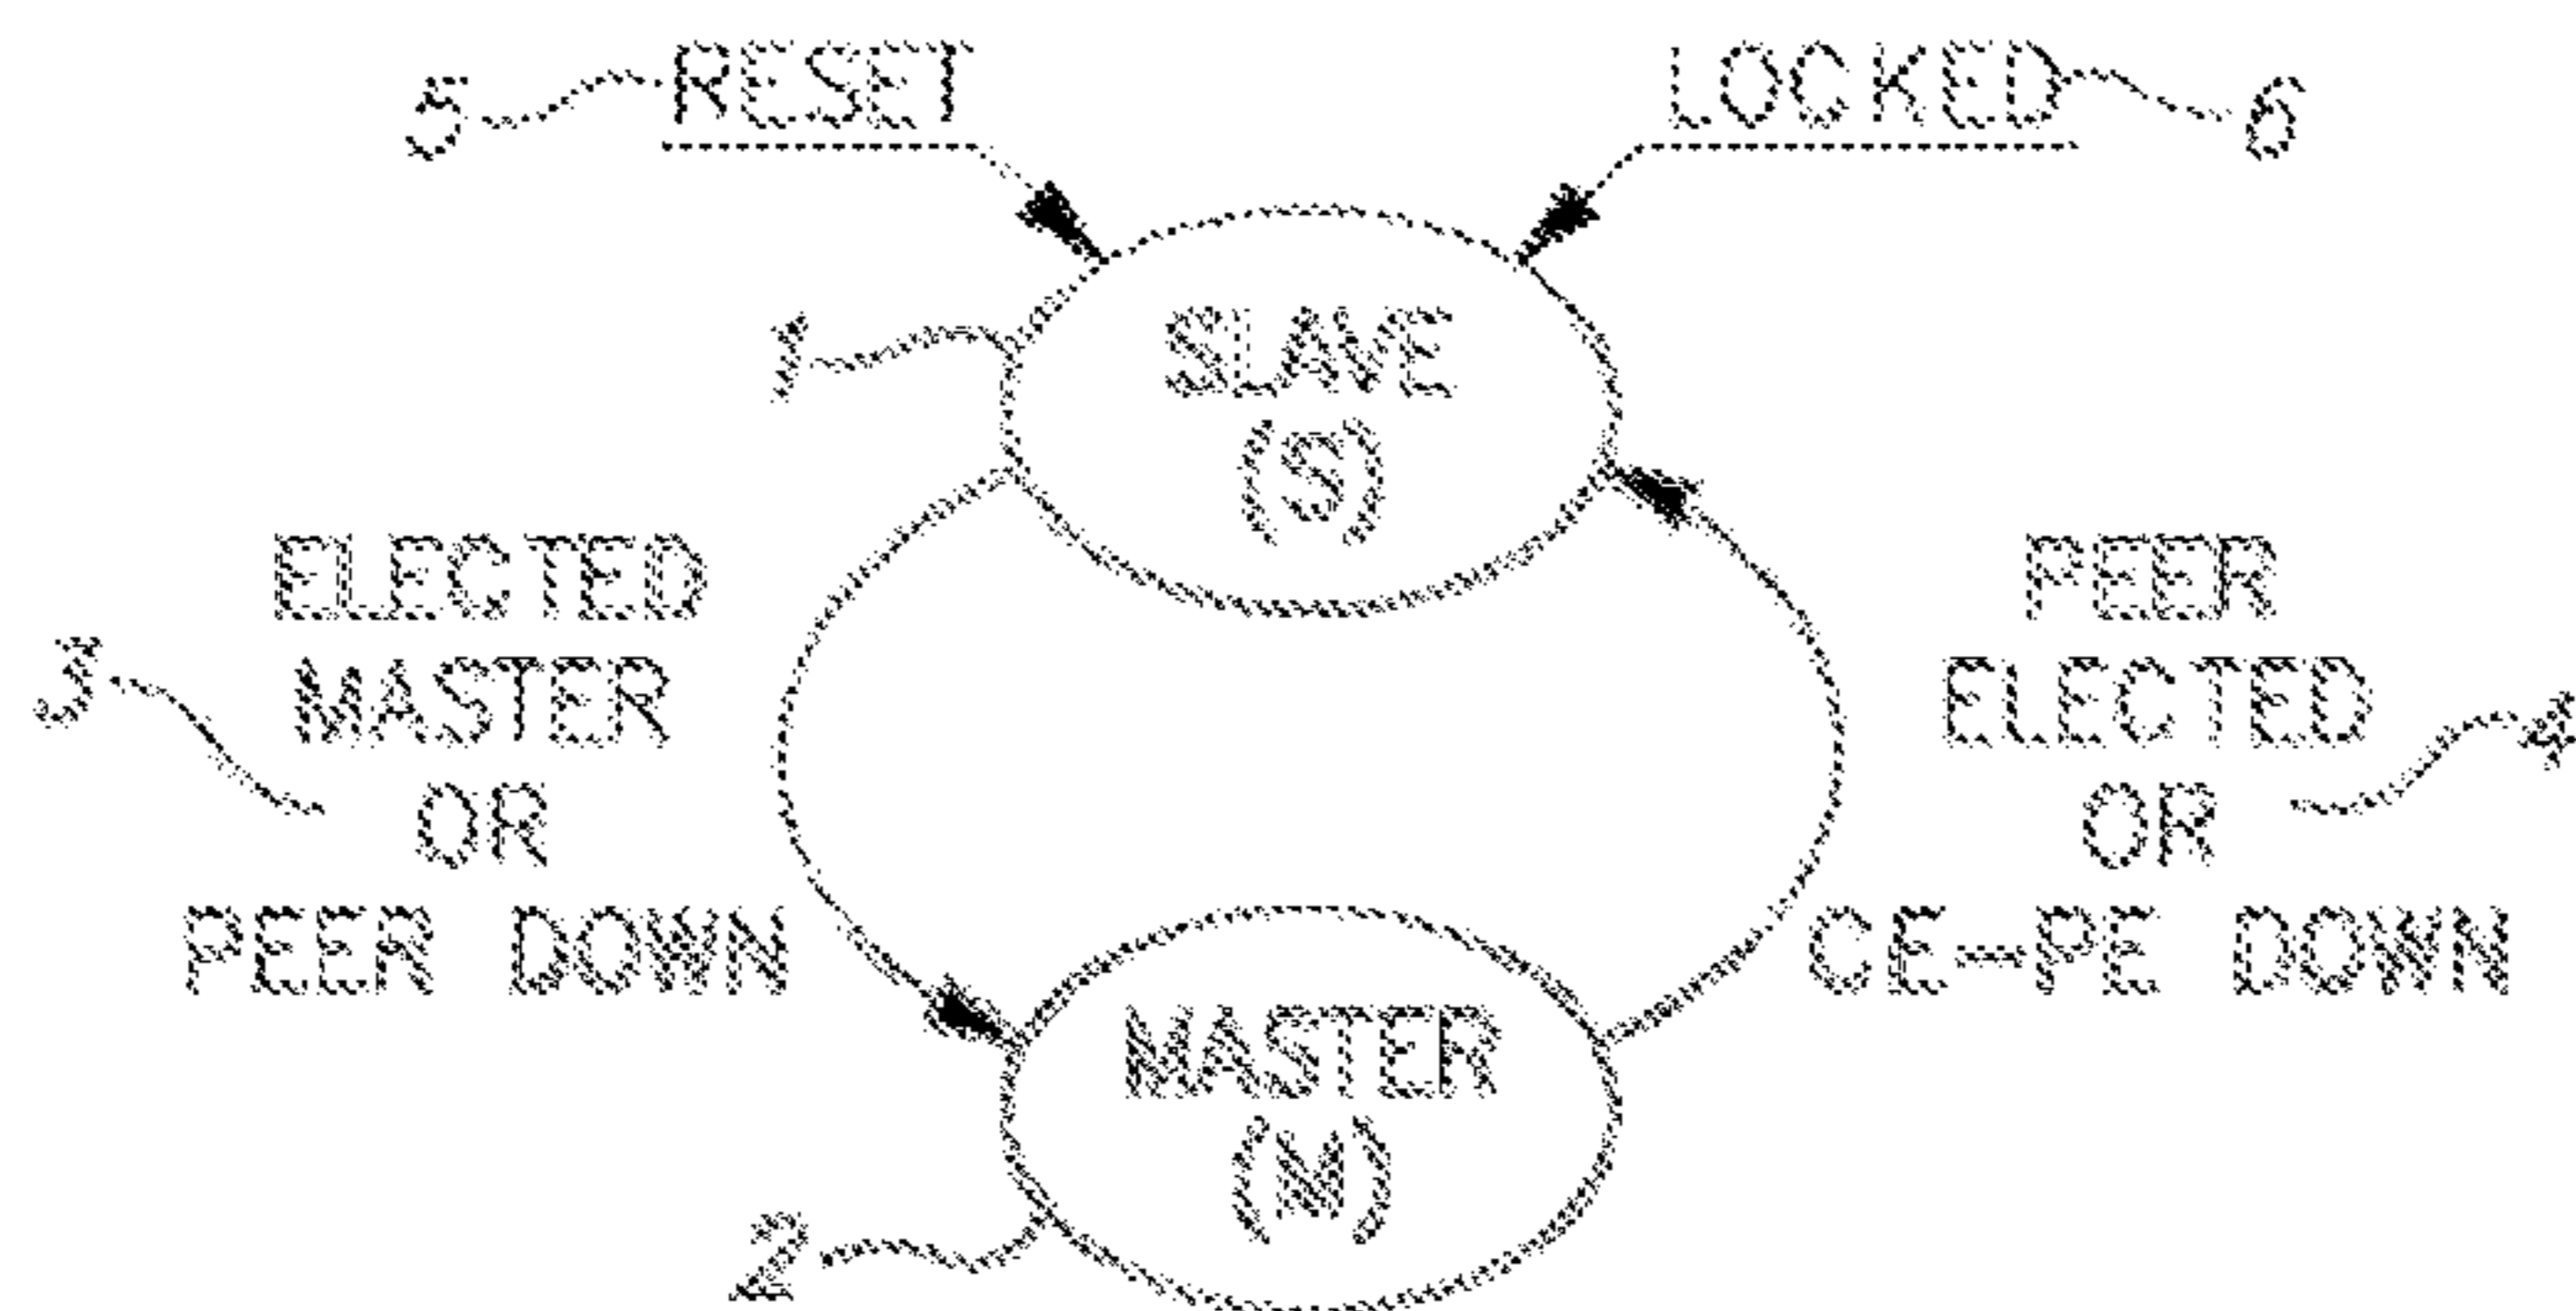 5 RESET
LOCKED 6
1
SLAVE
(S)
3
ELECTED
MASTER
OR
PEER DOWN
PEER
ELECTED
OR
CE-PE DOWN
4
MASTER
(M)
2